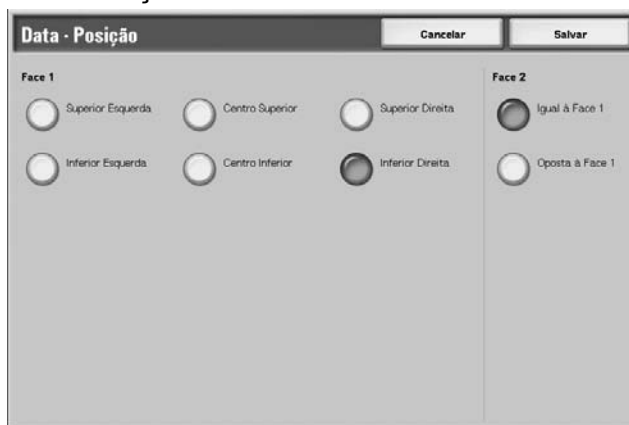 Data - Posição
Cancelar
Salvar
Face 1
Face 2
Superior Esquerda
Centro Superior
Superior Direita
Igual à Face 1
Inferior Esquerda
Centro Inferior
Inferior Direita
Oposta à Face 1